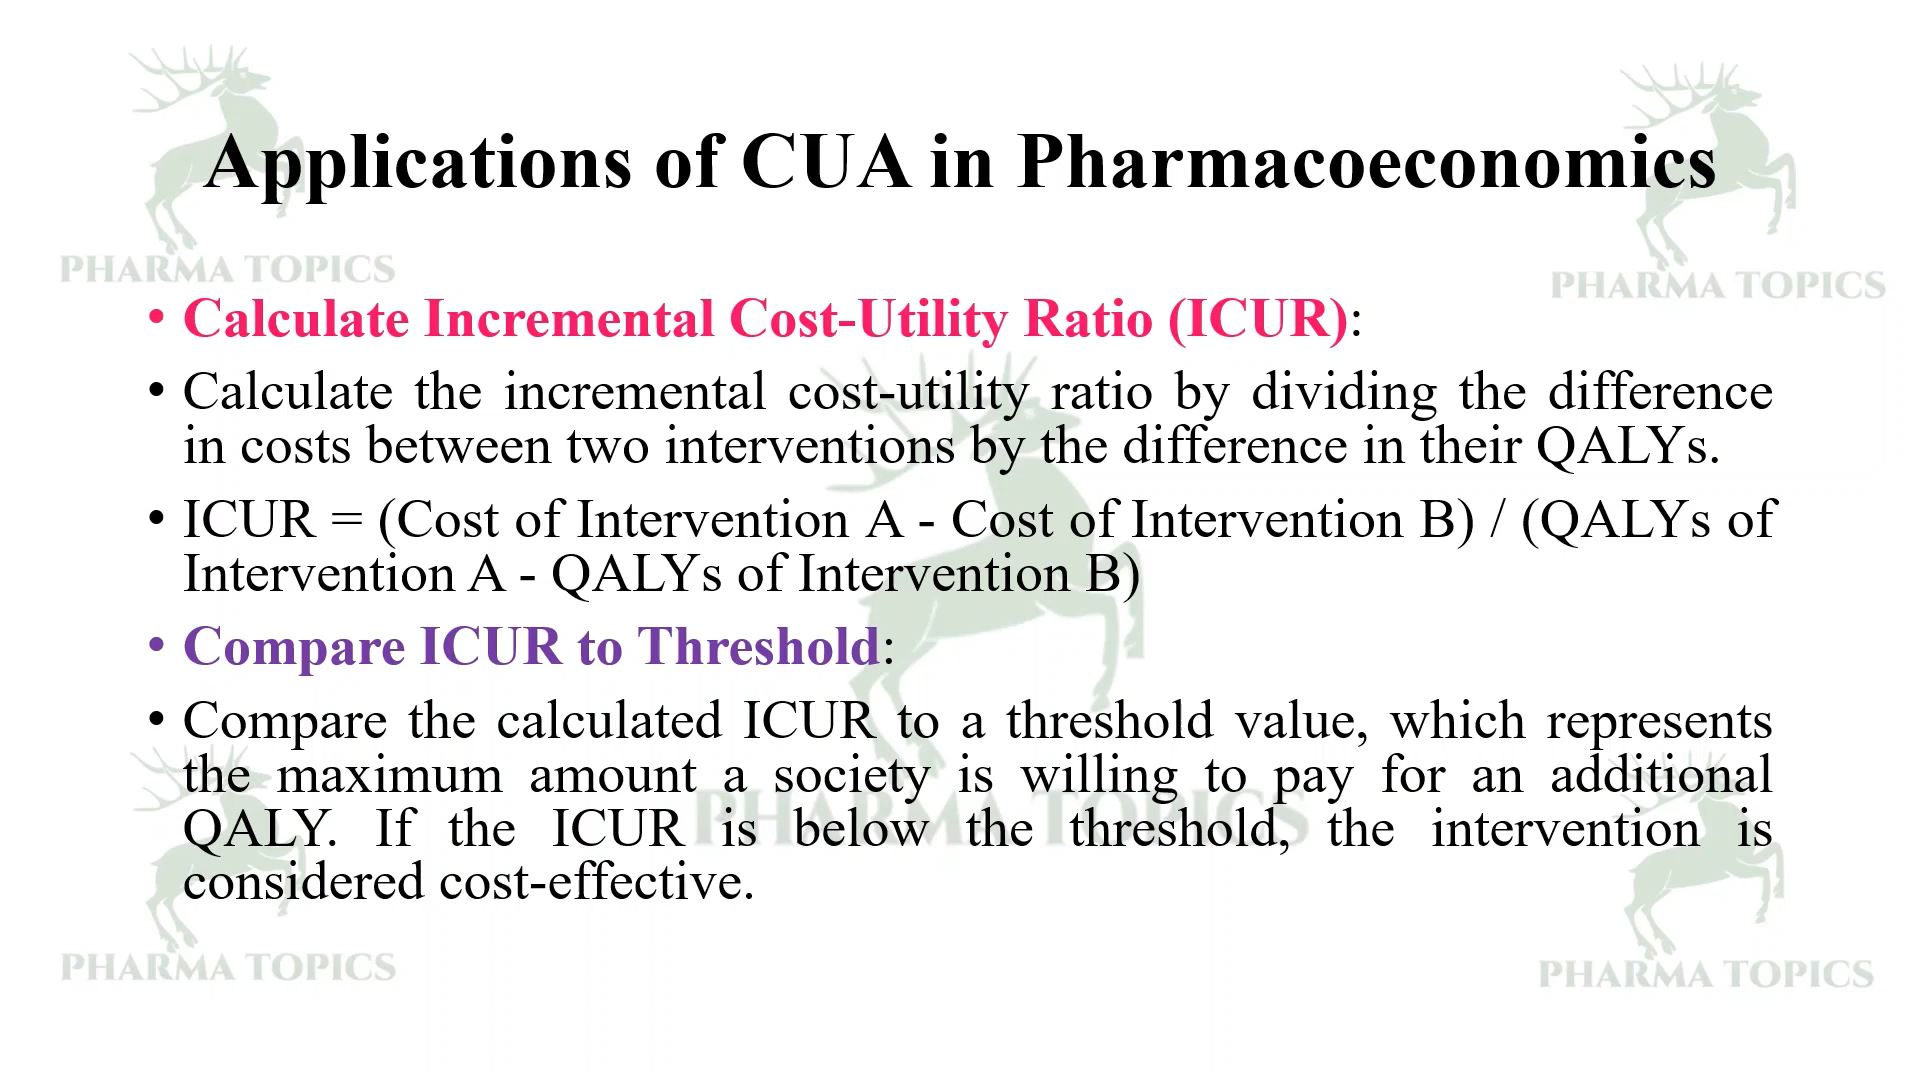 Applications of CUA in Pharmacoeconomics
PHARMA TOPICS
PHARMA TOPICS
• Calculate Incremental Cost-Utility Ratio (ICUR):
• Calculate the incremental cost-utility ratio by dividing the difference
in costs between two interventions by the difference in their QALYs.
• ICUR = (Cost of Intervention A - Cost of Intervention B) / (QALYs of
Intervention A - QALYs of Intervention B)
• Compare ICUR to Threshold:
• Compare the calculated ICUR to a threshold value, which represents
the maximum amount a society is willing to pay for an additional
PHARMA TOPICS
QALY. If the ICUR is below the threshold, the intervention is
considered cost-effective.
PHARMA TOPICS
PHARMA TOPICS